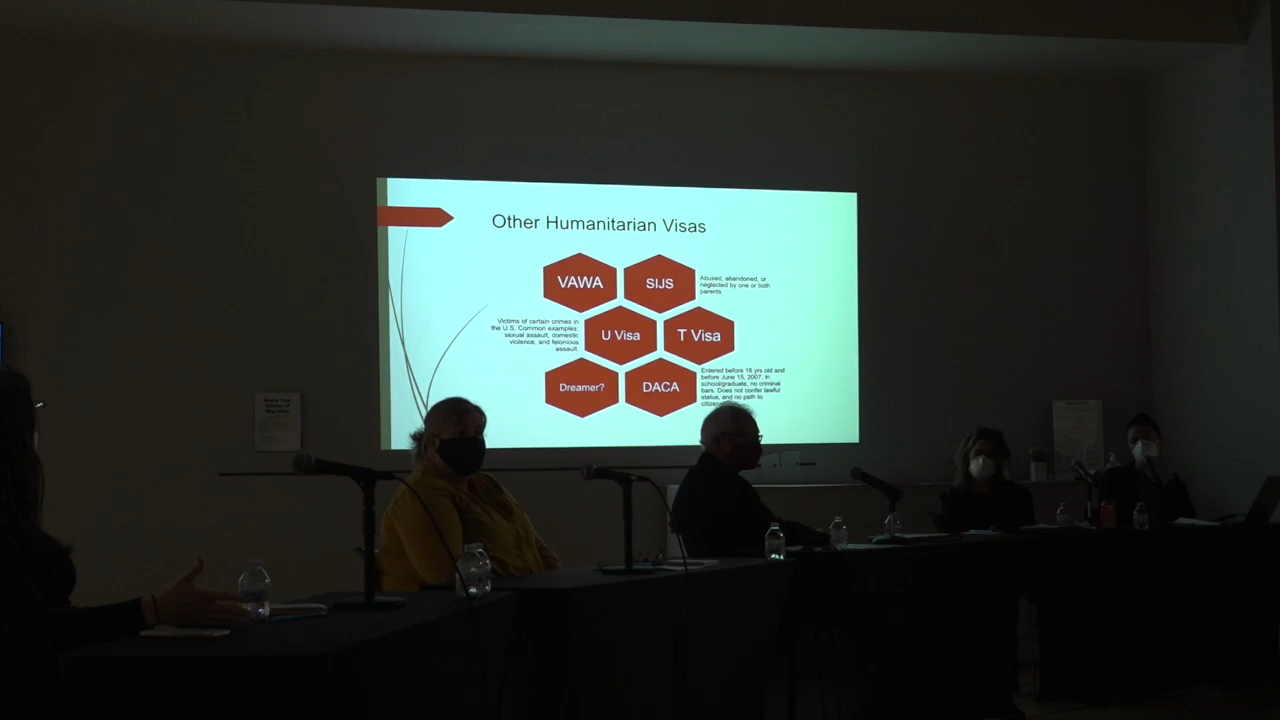 Other Humanitarian Visas
VAWA
SIJS
Abused, abandoned, or
neglected by one or both
parents
Victims of certain crimes in
the U.S. Common examples:
sexual assault, domestic
violence, and felonious
assault.
U Visa
T Visa
Dreamer?
DACA
Entered before 16 yrs old and
before June 15, 2007, in
school/graduate, no criminal
bars. Does not confer lawful
status, and no path to